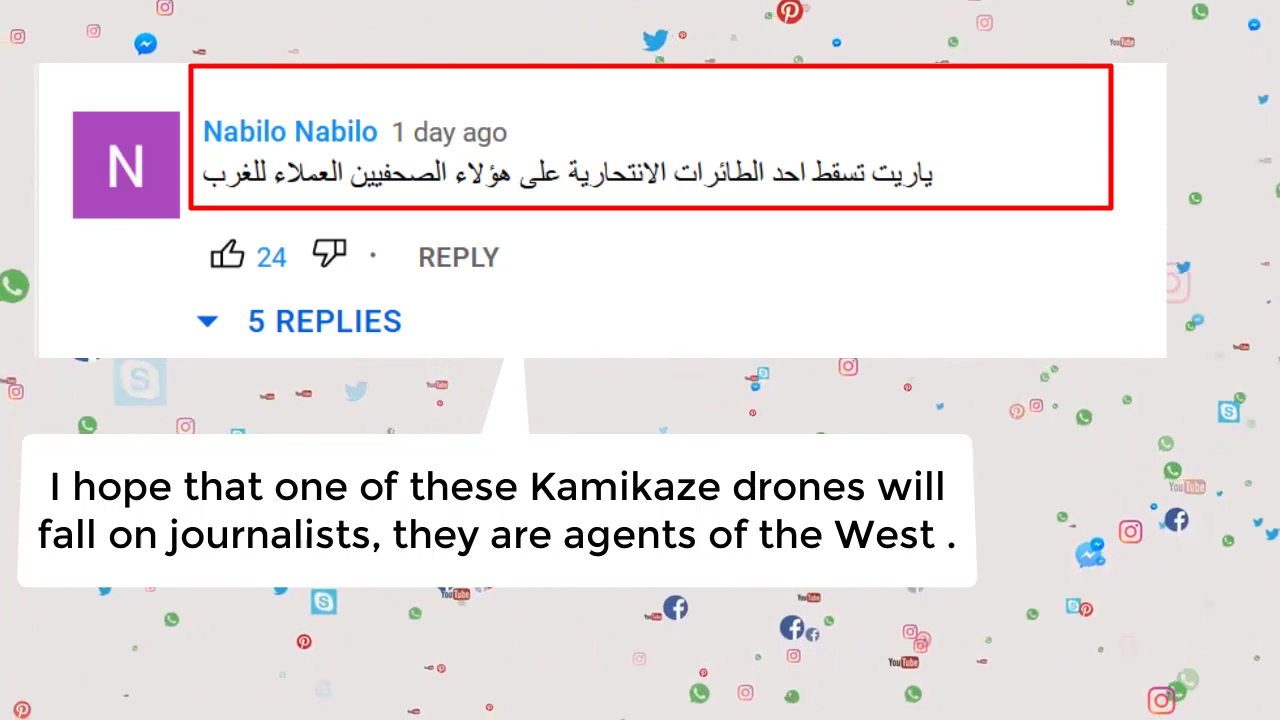 N
Nabilo Nabilo 1 day ago
ياريت تسقط احد الطائرات الانتحارية على هؤلاء الصحفيين العملاء للغرب
24 · REPLY
5 REPLIES
I hope that one of these Kamikaze drones will
fall on journalists, they are agents of the West .